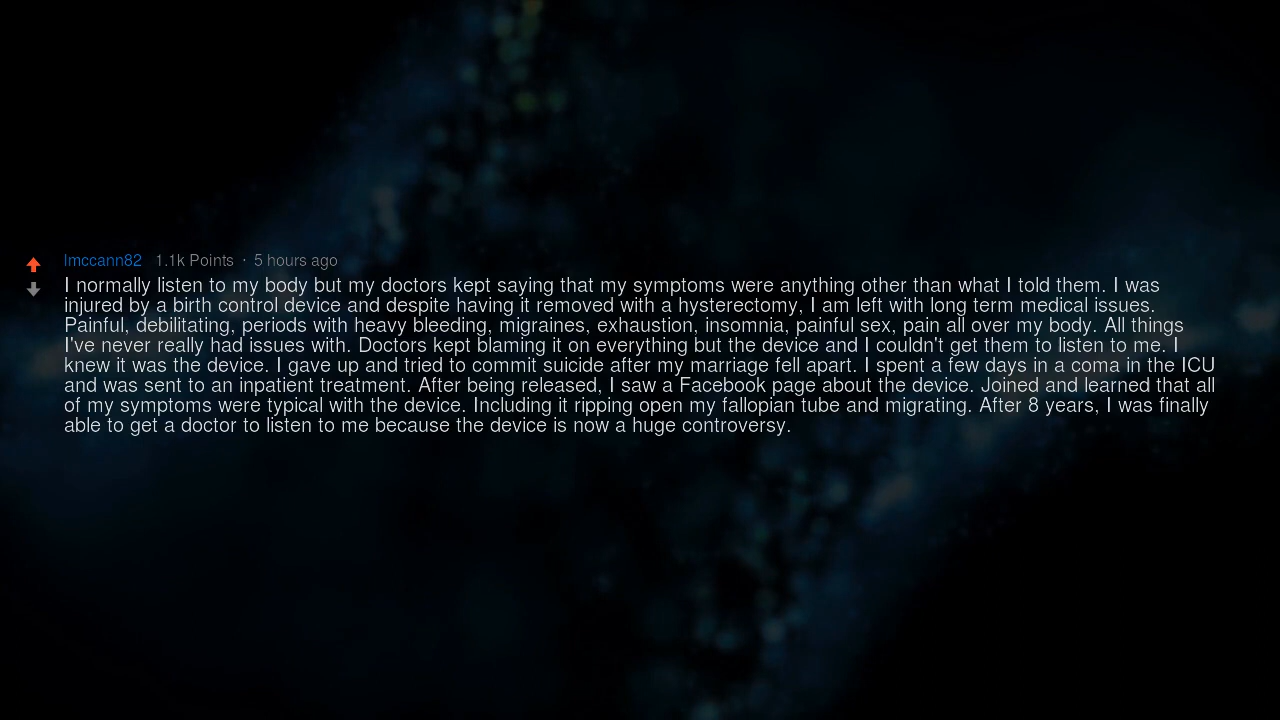 lmccann82 1.1k Points · 5 hours ago
I normally listen to my body but my doctors kept saying that my symptoms were anything other than what I told them. I was
injured by a birth control device and despite having it removed with a hysterectomy, I am left with long term medical issues.
Painful, debilitating, periods with heavy bleeding, migraines, exhaustion, insomnia, painful sex, pain all over my body. All things
I've never really had issues with. Doctors kept blaming it on everything but the device and I couldn't get them to listen to me. I
knew it was the device. I gave up and tried to commit suicide after my marriage fell apart. I spent a few days in a coma in the ICU
and was sent to an inpatient treatment. After being released, I saw a Facebook page about the device. Joined and learned that all
of my symptoms were typical with the device. Including it ripping open my fallopian tube and migrating. After 8 years, I was finally
able to get a doctor to listen to me because the device is now a huge controversy.